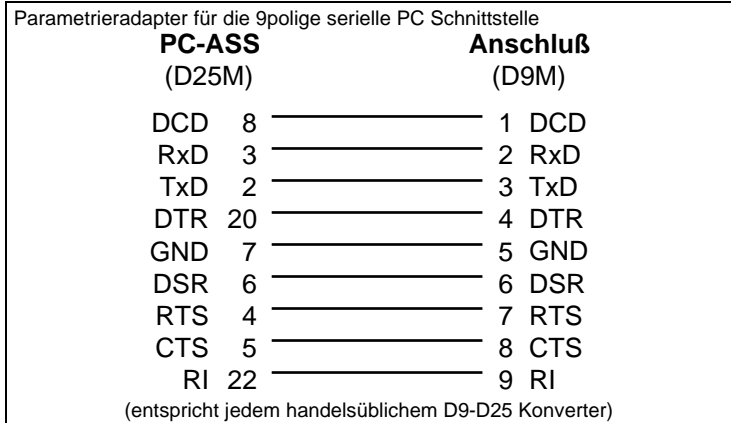 Parametrieradapter für die 9polige serielle PC Schnittstelle
PC-ASS Anschluß
(D25M) (D9M)
DCD 8 1 DCD
RxD 3 2 RxD
TxD 2 3 TxD
DTR 20 4 DTR
GND 7 5 GND
DSR 6 6 DSR
RTS 4 7 RTS
CTS 5 8 CTS
RI 22 9 RI
(entspricht jedem handelsüblichem D9-D25 Konverter)